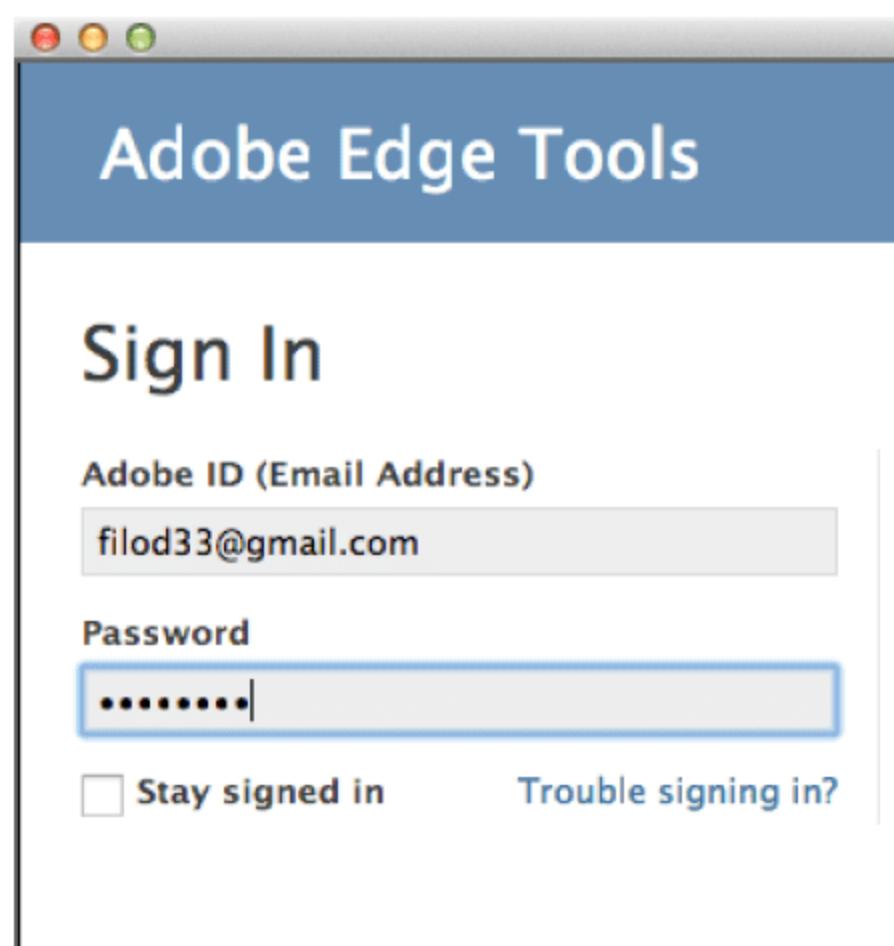 Adobe Edge Tools
Sign In
Adobe ID (Email Address)
filod33@gmail.com
Password
••••••••
Stay signed in
Trouble signing in?